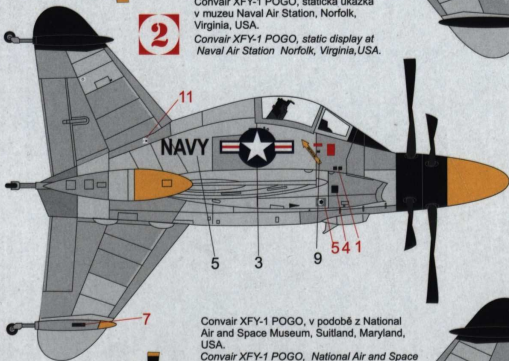 Convair XFY-1 POGO, statická ukázka
v muzeu Naval Air Station, Norfolk,
Virginia, USA.
2
Convair XFY-1 POGO, static display at
Naval Air Station Norfolk, Virginia,USA.
11
NAVY
5
3
9
5 4 1
7
Convair XFY-1 POGO, v podobě z National
Air and Space Museum, Suitland, Maryland,
USA.
Convair XFY-1 POGO, National Air and Space